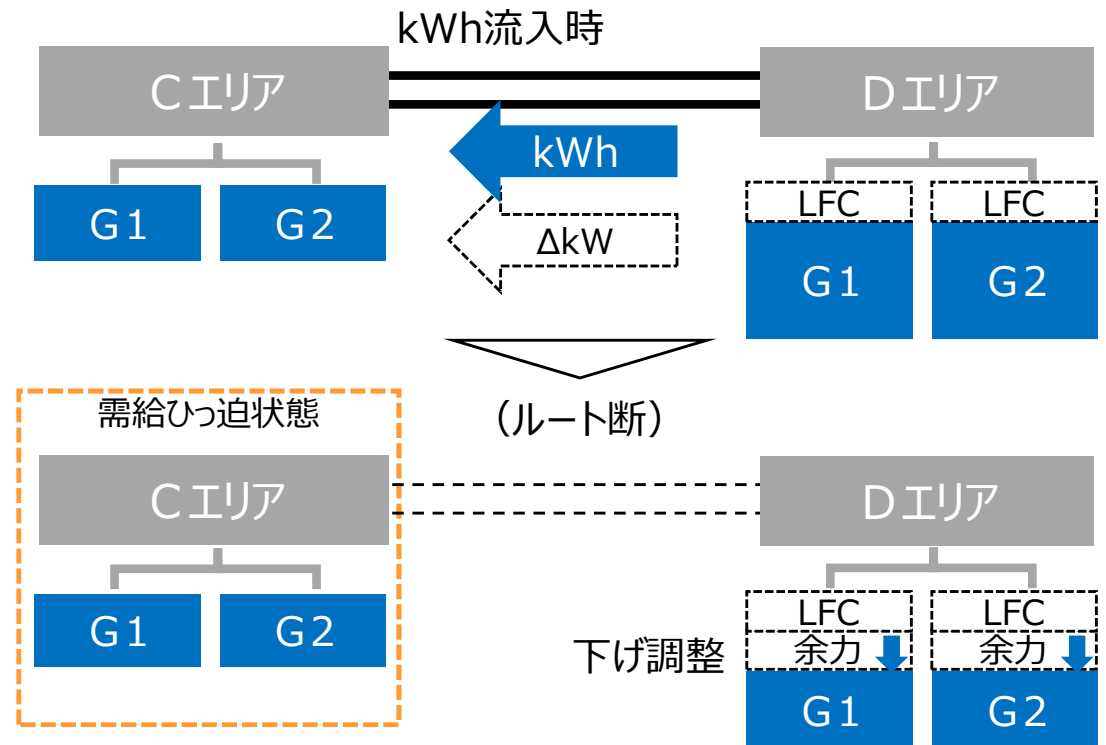 kWh流入時
Cエリア
Dエリア
kWh
ΔkW
G1
G2
LFC
LFC
G1
G2
(ルート断)
需給ひっ迫状態
Cエリア
Dエリア
G1
G2
下げ調整
LFC
LFC
余力
余力
G1
G2